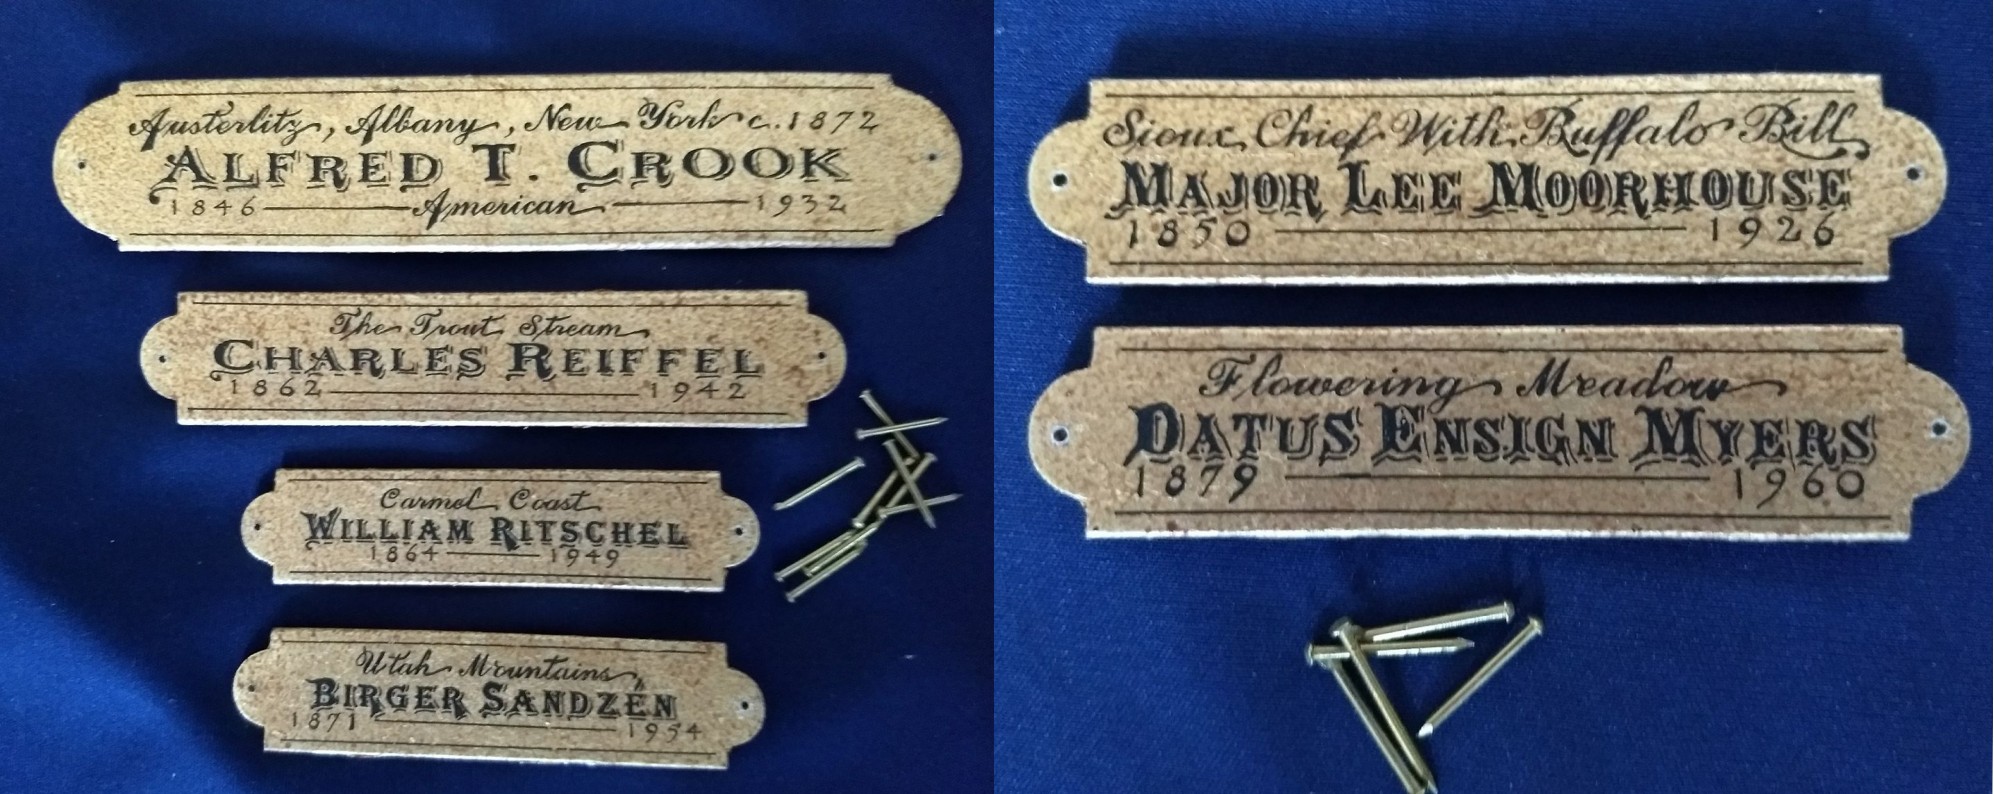 Austerlitz, Albany, New York c. 1872
ALFRED T. CROOK
1846 American 1932
The Trout Stream
CHARLES REIFFEL
1862 1942
Carmel Coast
WILLIAM RITSCHEL
1864 1949
Utah Mountains
BIRGER SANDZÉN
1871 1954
Sioux Chief With Buffalo Bill
MAJOR LEE MOORHOUSE
1850 1926
Flowering Meadow
DATUS ENSIGN MYERS
1879 1960